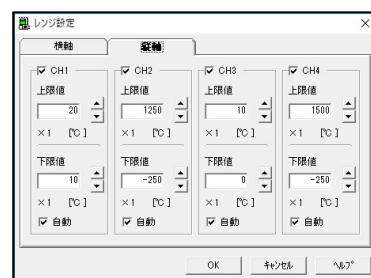 レンジ設定
横軸 縦軸
CH1 CH2 CH3 CH4
上限値 上限値 上限値 上限値
20 1250 10 1500
×1 [℃] ×1 [℃] ×1 [℃] ×1 [℃]
下限値 下限値 下限値 下限値
10 -250 0 -250
×1 [℃] ×1 [℃] ×1 [℃] ×1 [℃]
自動 自動 自動 自動
OK キャンセル ヘルプ